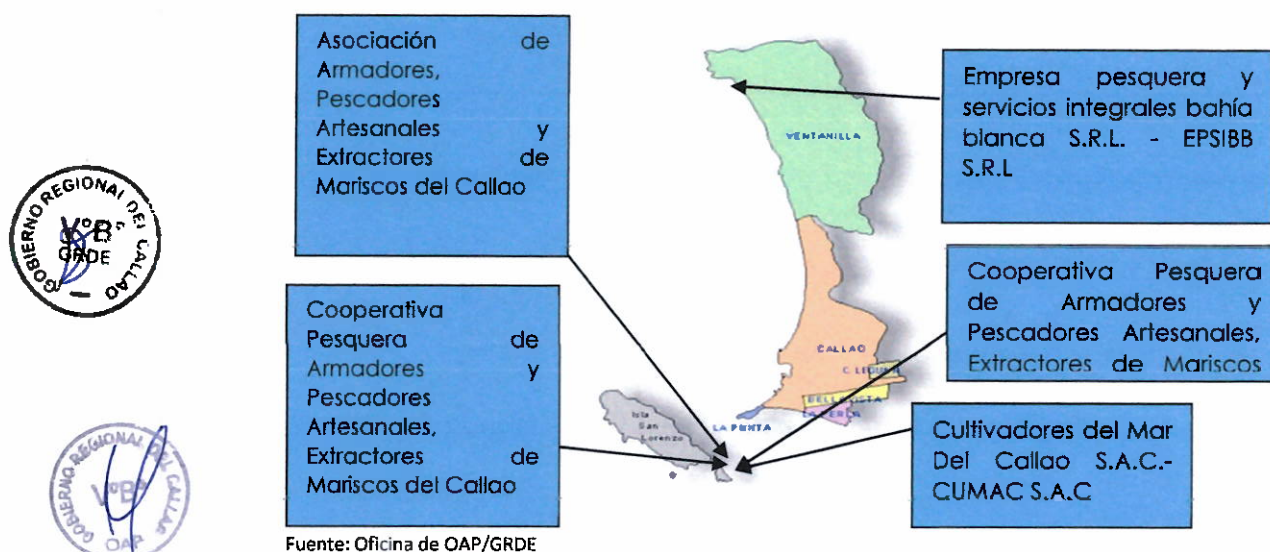 Asociación de
Armadores,
Pescadores
Artesanales y
Extractores de
Mariscos del Callao
Empresa pesquera y
servicios integrales bahía
blanca S.R.L. - EPSIBB
S.R.L
VENTANILLA
GOBIERNO REGIONAL DEL CALLAO
V°B°
GRDE
Cooperativa
Pesquera de
Armadores y
Pescadores
Artesanales,
Extractores de
Mariscos del Callao
Cooperativa Pesquera
de Armadores y
Pescadores Artesanales,
Extractores de Mariscos
CALLAO
BELLAVISTA
LA PERLA
LA PUNTA
Isla
San
Lorenzo
Cultivadores del Mar
Del Callao S.A.C.-
CUMAC S.A.C
GOBIERNO REGIONAL DEL CALLAO
V°B°
OAP
Fuente: Oficina de OAP/GRDE